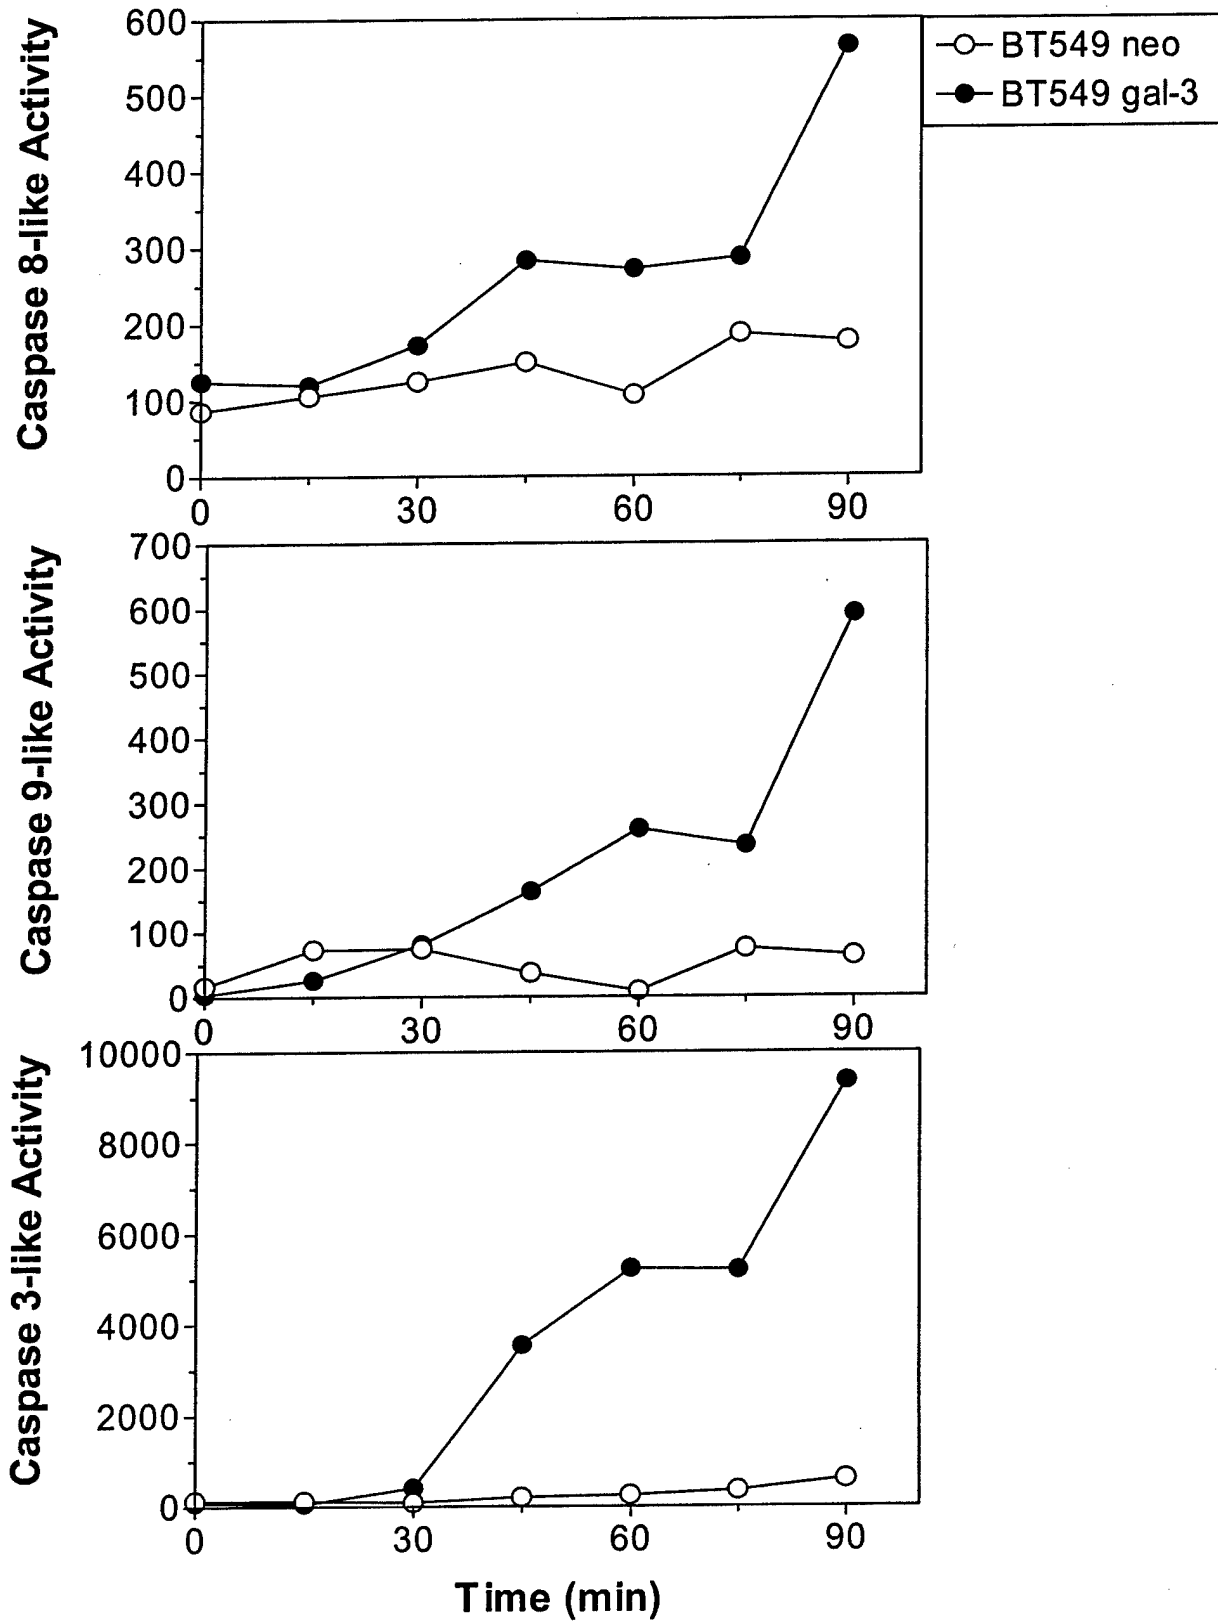 BT549 neo
BT549 gal-3
Caspase 8-like Activity
600
500
400
300
200
100
0
0 30 60 90
Caspase 9-like Activity
700
600
500
400
300
200
100
0
0 30 60 90
Caspase 3-like Activity
10000
8000
6000
4000
2000
0
0 30 60 90
Time (min)